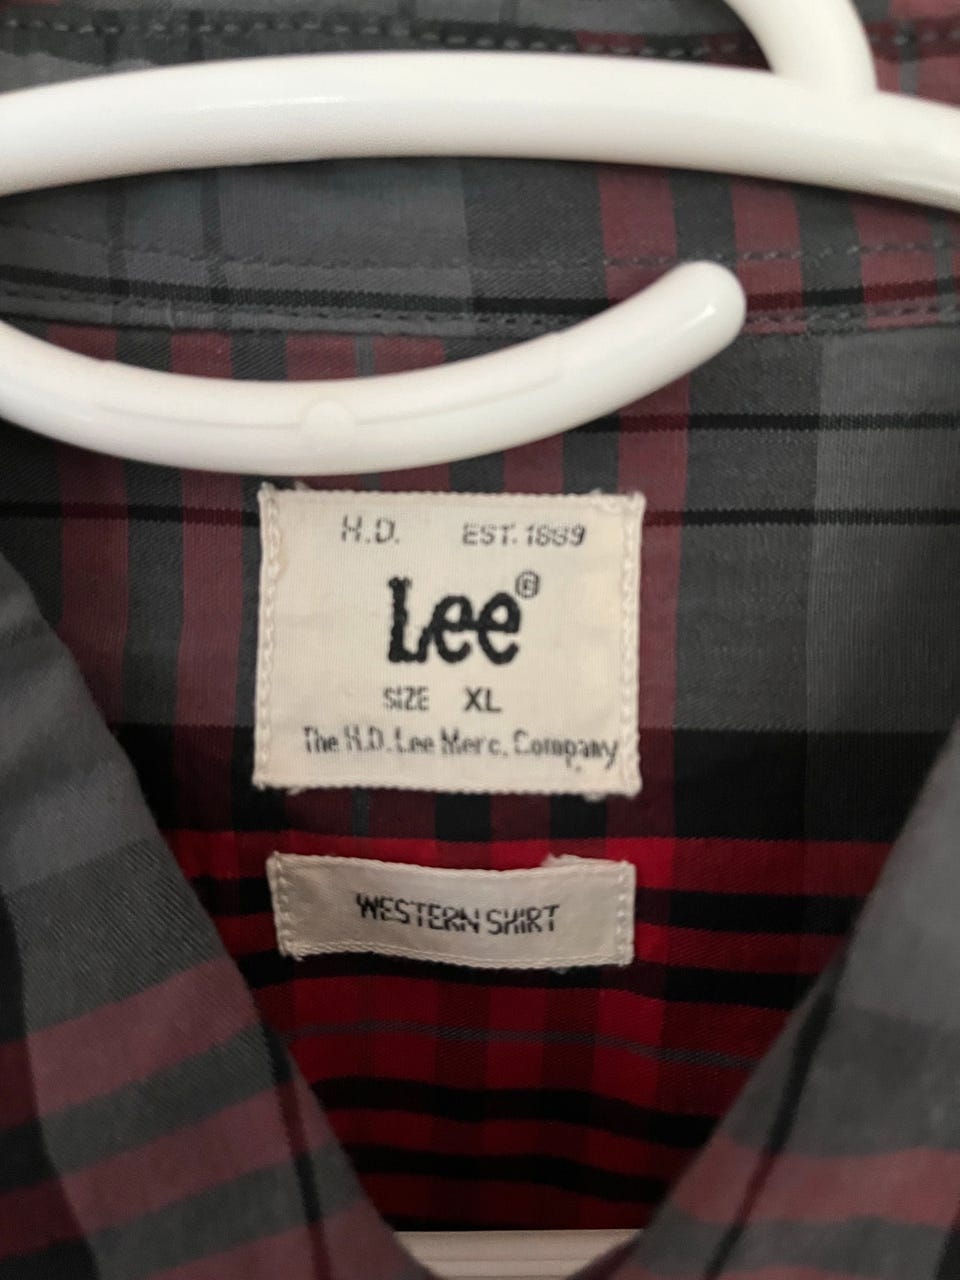 H.D. EST. 1889
Lee®
SIZE XL
The H.D. Lee Merc. Company
WESTERN SHIRT